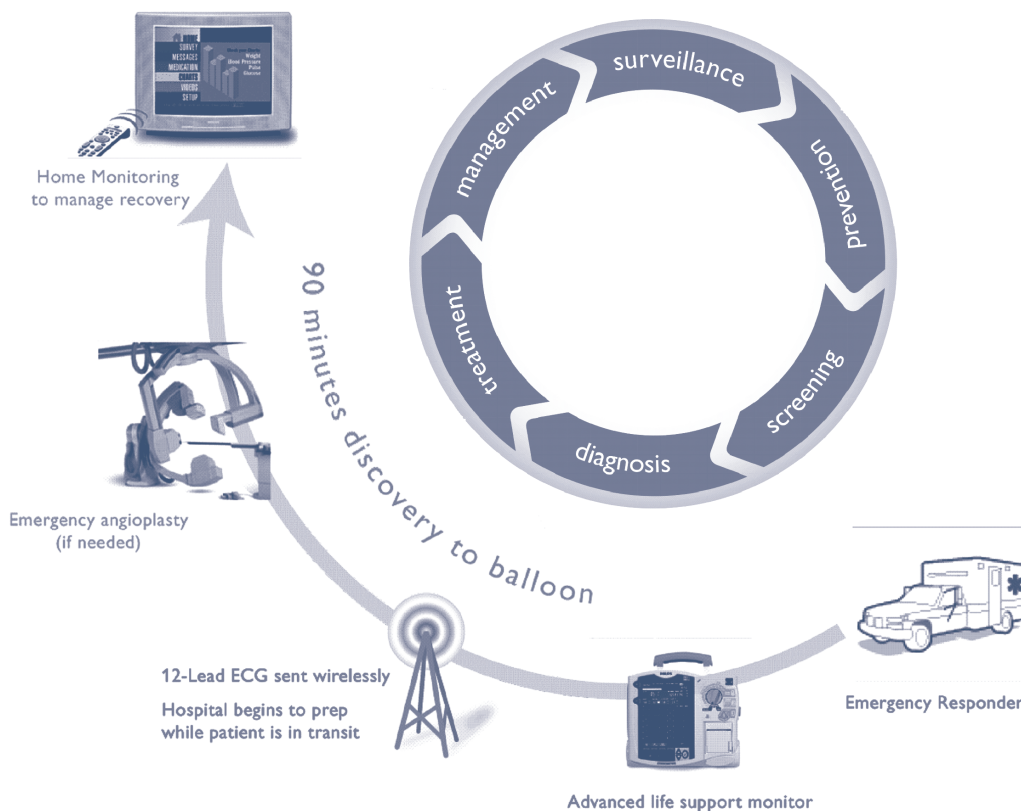 HOME
SURVEY
MESSAGES
MEDICATION
CHARTS
VIDEOS
SETUP
Weight
Blood Pressure
Pulse
Glucose
Home Monitoring
to manage recovery
surveillance
prevention
screening
diagnosis
treatment
management
90 minutes discovery to balloon
Emergency angioplasty
(if needed)
12-Lead ECG sent wirelessly
Hospital begins to prep
while patient is in transit
Advanced life support monitor
Emergency Responder